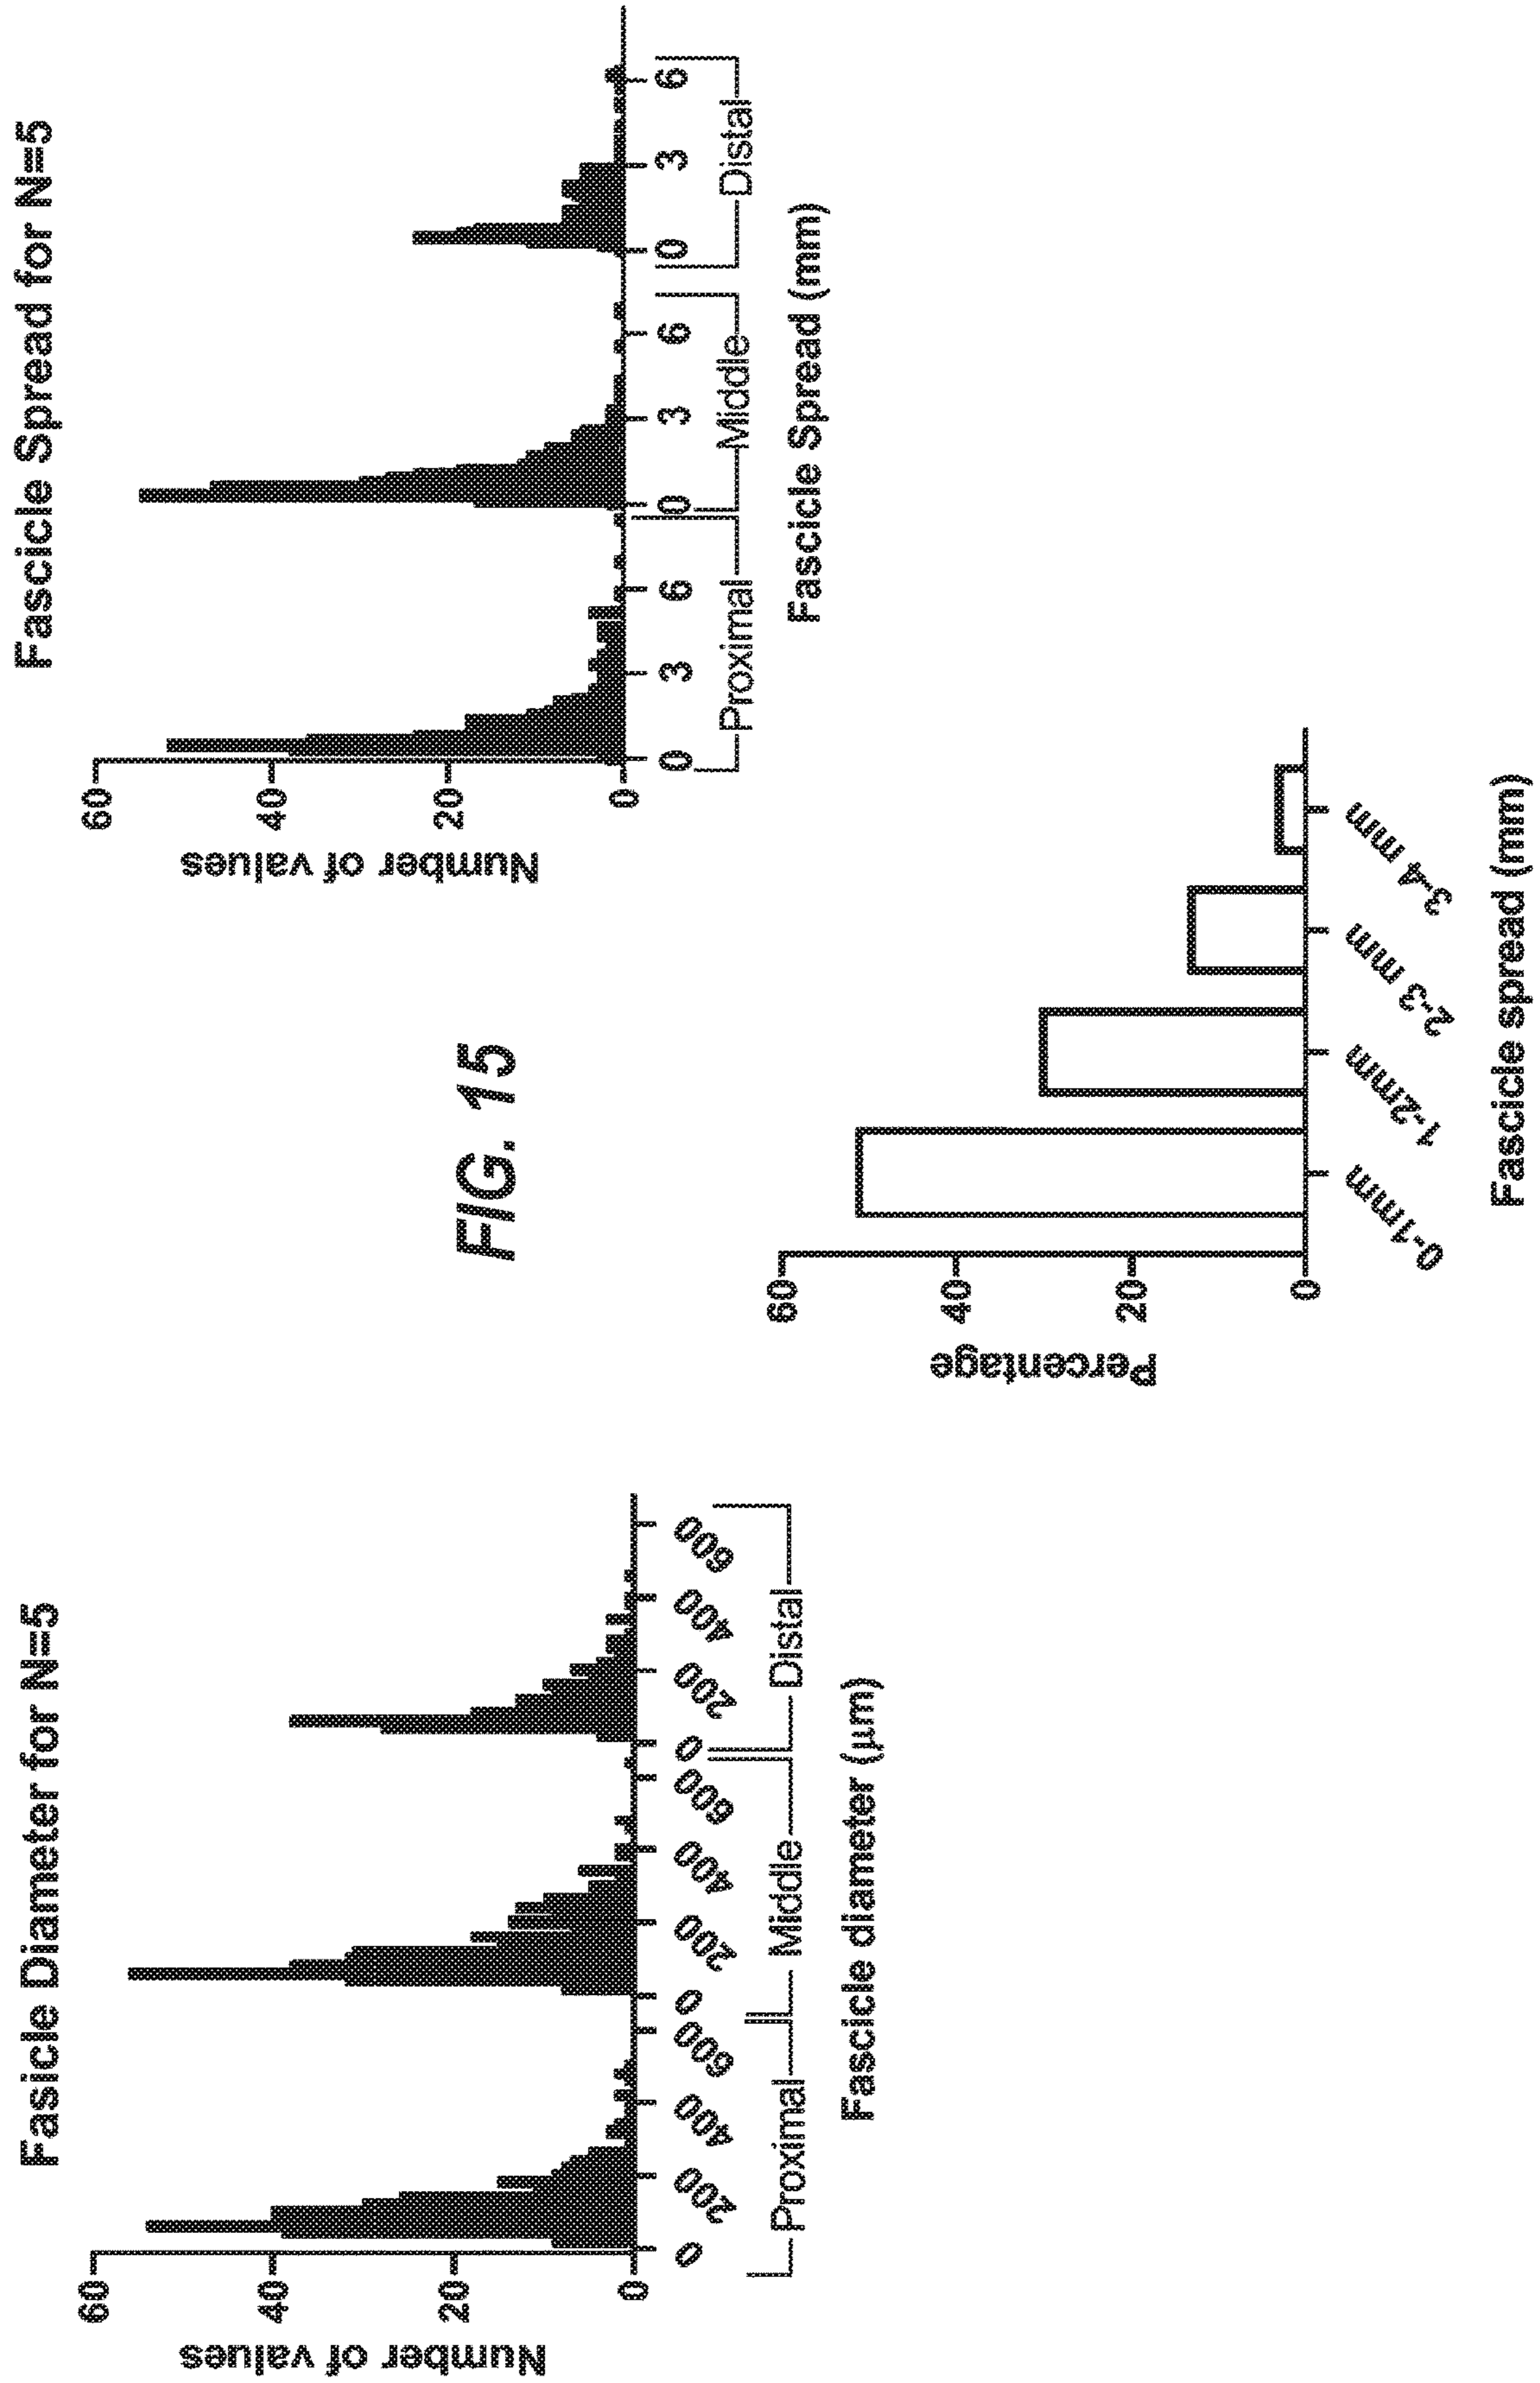 Fasicle Diameter for N=5
Number of values
60
40
20
0
0 200 400 600 0 200 400 600 0 200 400 600
Proximal Middle Distal
Fascicle diameter (µm)
FIG. 15
Fascicle Spread for N=5
Number of values
60
40
20
0
0 3 6 0 3 6 0 3 6
Proximal Middle Distal
Fascicle Spread (mm)
Percentage
60
40
20
0
0-1mm 1-2mm 2-3 mm 3-4 mm
Fascicle spread (mm)